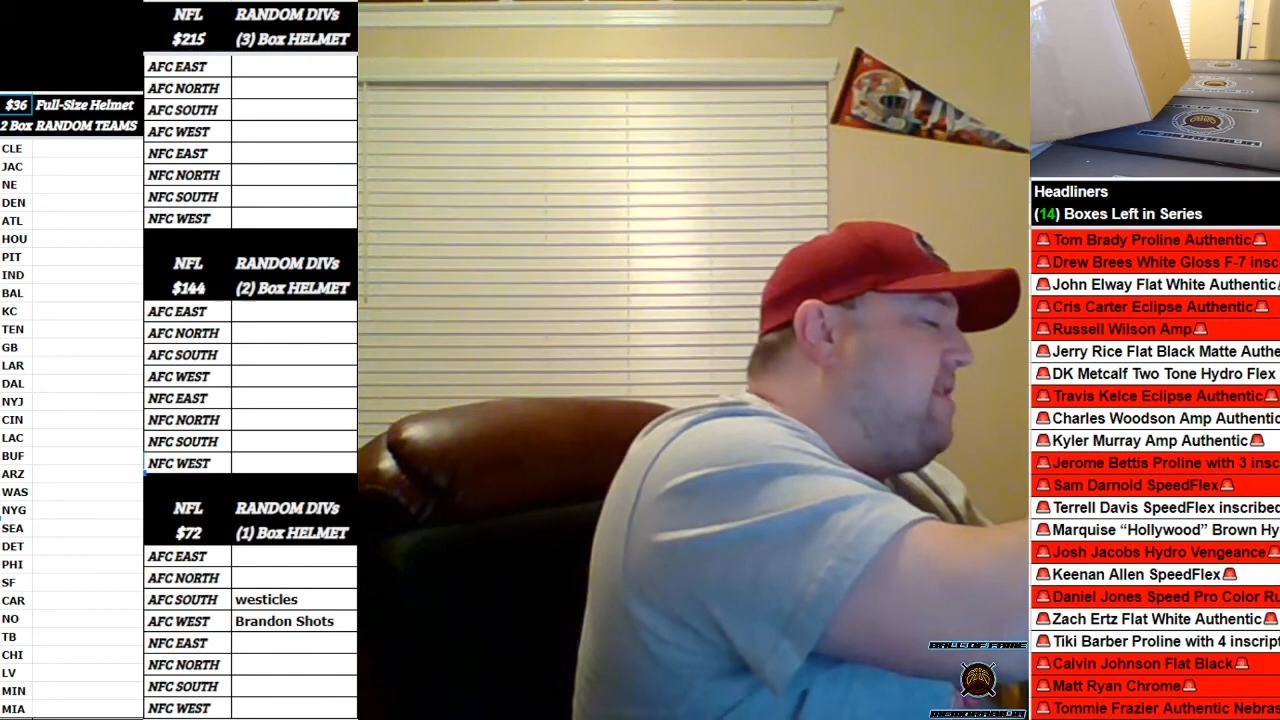 $36 Full-Size Helmet
2 Box RANDOM TEAMS
CLE
JAC
NE
DEN
ATL
HOU
PIT
IND
BAL
KC
TEN
GB
LAR
DAL
NYJ
CIN
LAC
BUF
ARZ
WAS
NYG
SEA
DET
PHI
SF
CAR
NO
TB
CHI
LV
MIN
MIA
NFL RANDOM DIVs
$215 (3) Box HELMET
AFC EAST
AFC NORTH
AFC SOUTH
AFC WEST
NFC EAST
NFC NORTH
NFC SOUTH
NFC WEST
NFL RANDOM DIVs
$144 (2) Box HELMET
AFC EAST
AFC NORTH
AFC SOUTH
AFC WEST
NFC EAST
NFC NORTH
NFC SOUTH
NFC WEST
NFL RANDOM DIVs
$72 (1) Box HELMET
AFC EAST
AFC NORTH
AFC SOUTH westicles
AFC WEST Brandon Shots
NFC EAST
NFC NORTH
NFC SOUTH
NFC WEST
BALL OF FAME
MEMORABILIA
Headliners
(14) Boxes Left in Series
Tom Brady Proline Authentic
Drew Brees White Gloss F-7 insc
John Elway Flat White Authentic
Cris Carter Eclipse Authentic
Russell Wilson Amp
Jerry Rice Flat Black Matte Authe
DK Metcalf Two Tone Hydro Flex
Travis Kelce Eclipse Authentic
Charles Woodson Amp Authentic
Kyler Murray Amp Authentic
Jerome Bettis Proline with 3 insc
Sam Darnold SpeedFlex
Terrell Davis SpeedFlex inscribed
Marquise “Hollywood” Brown Hy
Josh Jacobs Hydro Vengeance
Keenan Allen SpeedFlex
Daniel Jones Speed Pro Color Ru
Zach Ertz Flat White Authentic
Tiki Barber Proline with 4 inscript
Calvin Johnson Flat Black
Matt Ryan Chrome
Tommie Frazier Authentic Nebras